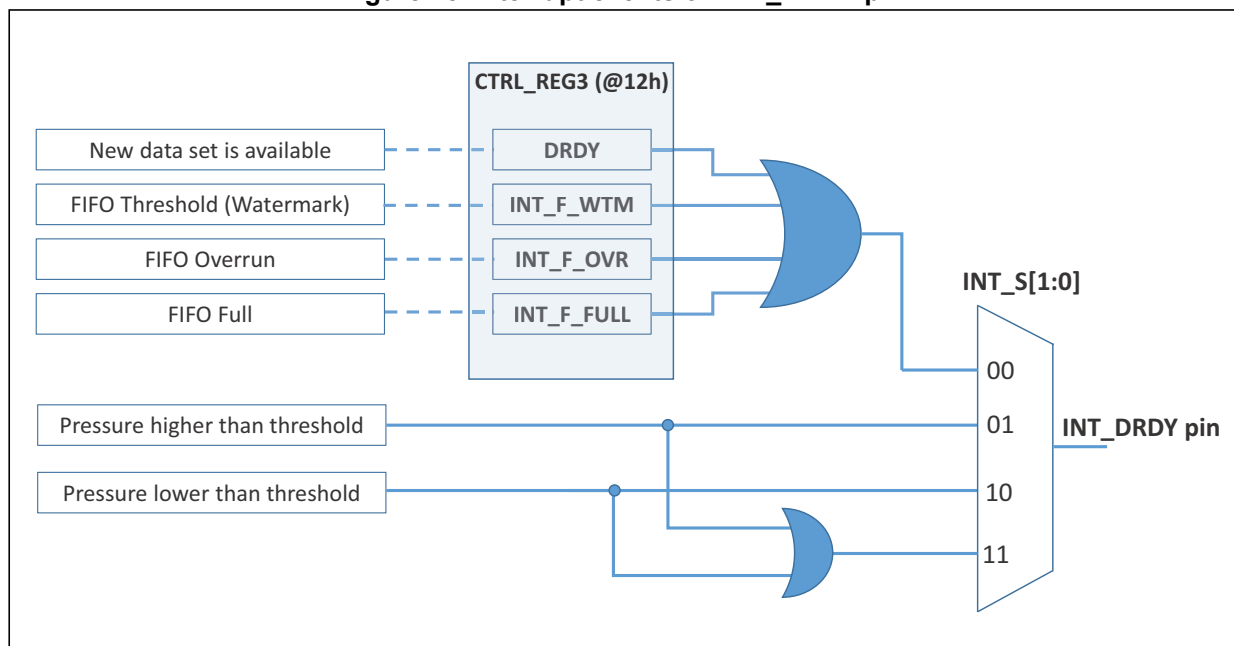 CTRL_REG3 (@12h)
New data set is available
DRDY
FIFO Threshold (Watermark)
INT_F_WTM
FIFO Overrun
INT_F_OVR
FIFO Full
INT_F_FULL
INT_S[1:0]
00
Pressure higher than threshold
01
INT_DRDY pin
Pressure lower than threshold
10
11